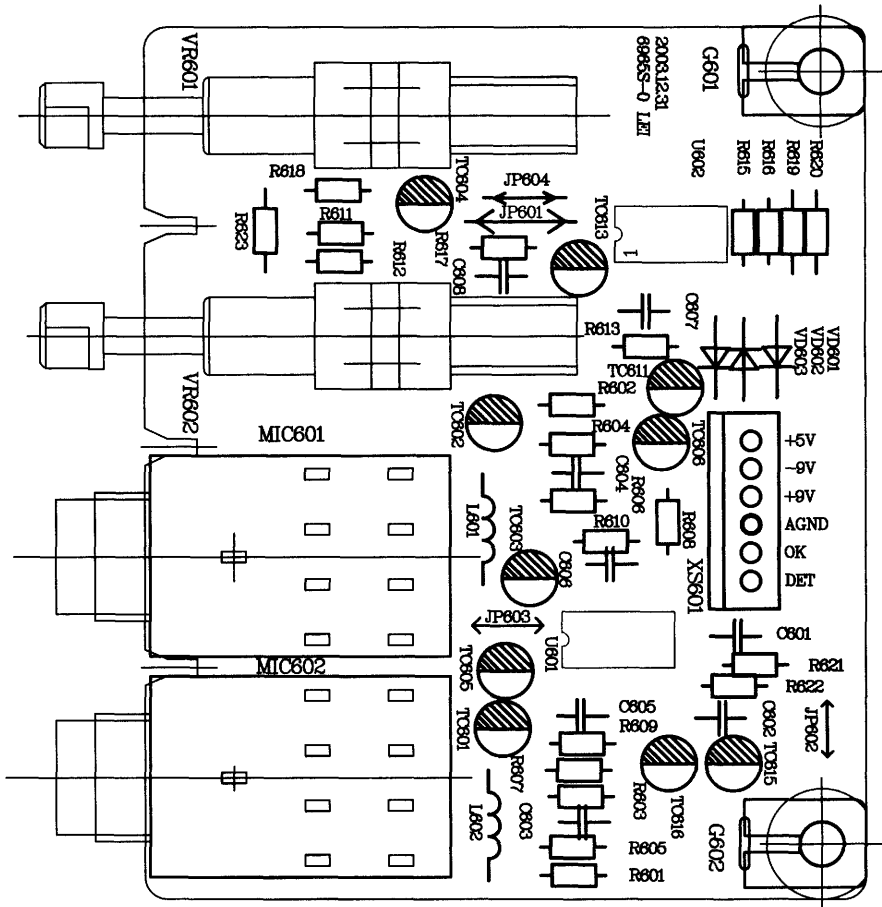 VR601
2003.12.31
6965S-0 LEI
G601
U602
R615
R616
R619
R620
R618
TC604
JP604
JP601
TC613
R623
R611
R612
R617
C608
1
C607
R613
TC611
VD603
VD602
VD601
VR602
R602
MIC601
TC602
R604
TC606
+5V
-9V
+9V
AGND
OK
DET
C604
R606
L601
TC603
R610
R608
C606
XS601
JP603
U601
C601
R621
R622
MIC602
TC605
TC601
C605
R609
C602
JP602
TC615
R607
R603
TC616
L602
C603
G602
R605
R601